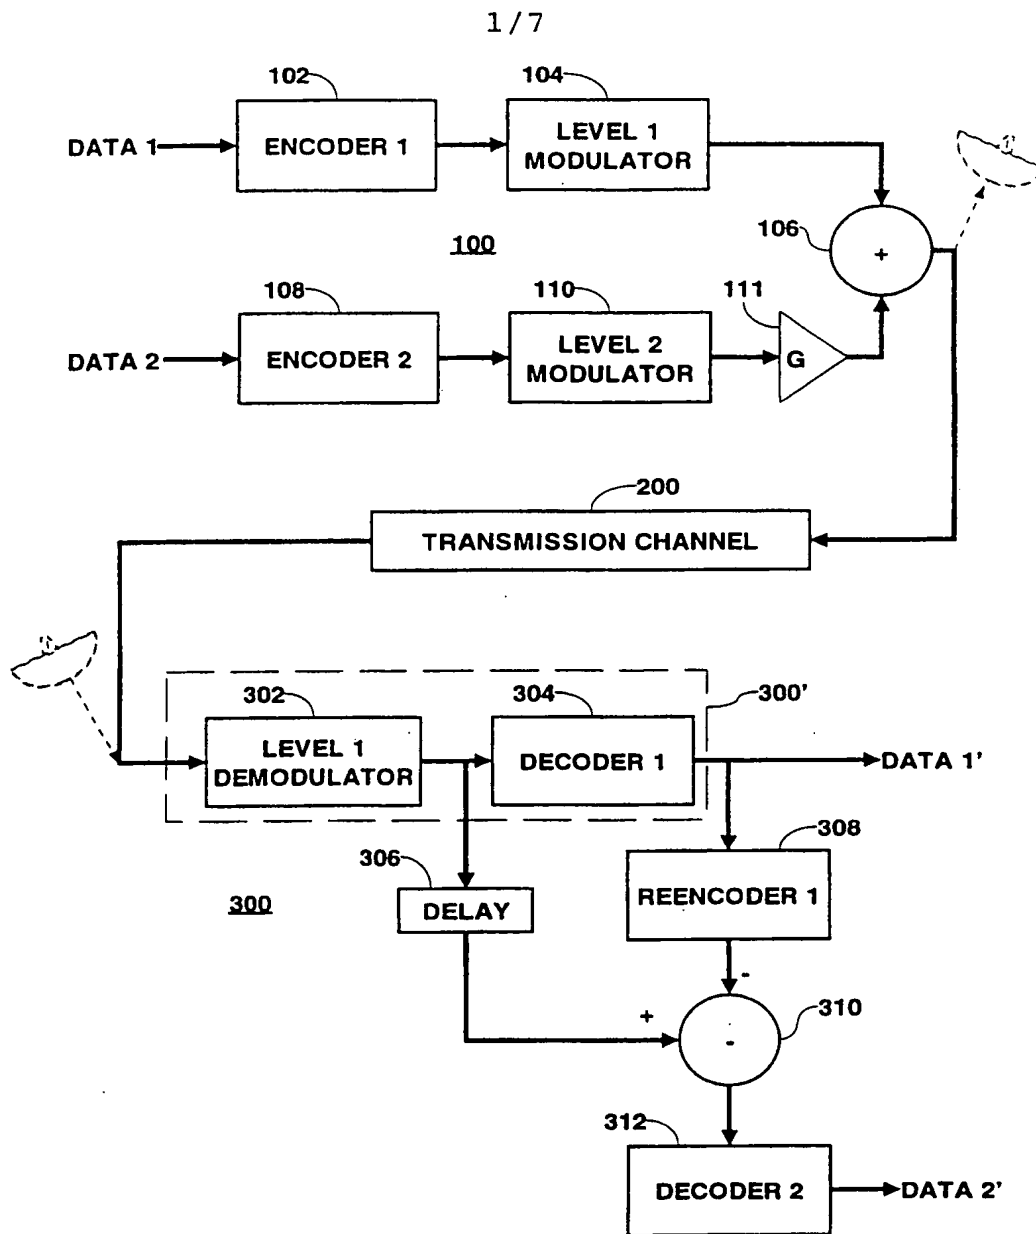 1/7
102
104
DATA 1
ENCODER 1
LEVEL 1
MODULATOR
106
+
100
108
110
111
DATA 2
ENCODER 2
LEVEL 2
MODULATOR
G
200
TRANSMISSION CHANNEL
302
304
300'
LEVEL 1
DEMODULATOR
DECODER 1
DATA 1'
306
308
300
DELAY
REENCODER 1
-
+
310
-
312
DECODER 2
DATA 2'